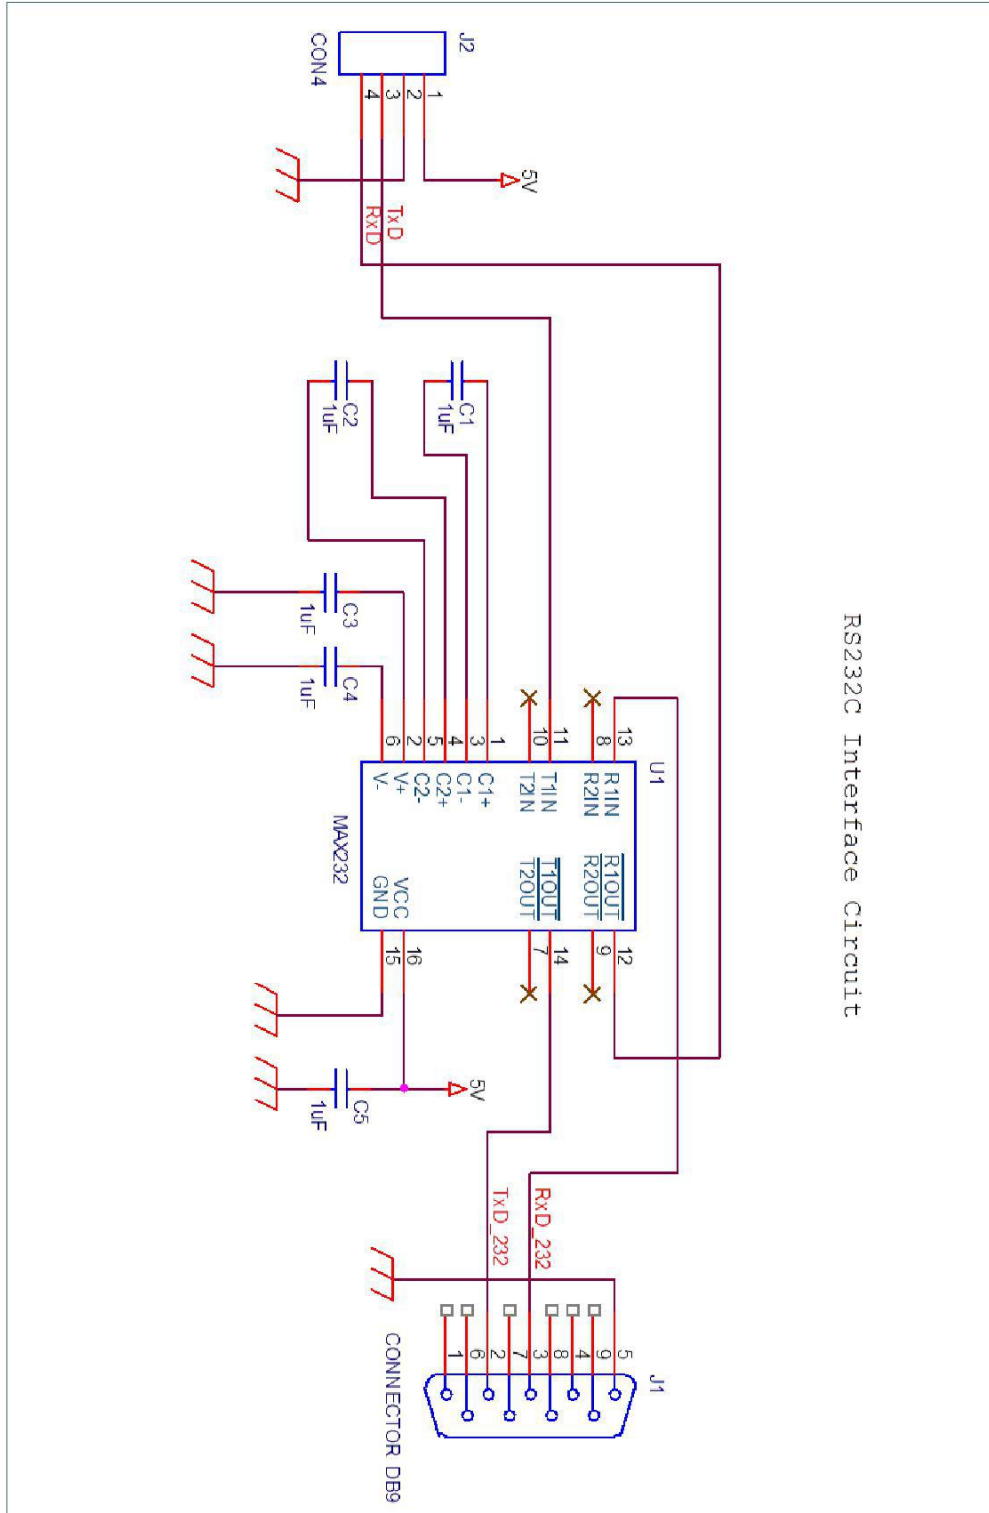 RS232C Interface Circuit
J2
1
2
3
4
CON4
5V
TxD
RxD
C1
1uF
C2
1uF
C3
1uF
C4
1uF
U1
13
8
11
10
1
3
4
5
2
6
R1IN
R2IN
T1IN
T2IN
C1+
C1-
C2+
C2-
V+
V-
R1OUT
R2OUT
T1OUT
T2OUT
VCC
GND
MAX232
12
9
14
7
16
15
5V
C5
1uF
RxD_232
TxD_232
J1
5
9
4
8
3
7
2
6
1
CONNECTOR DB9